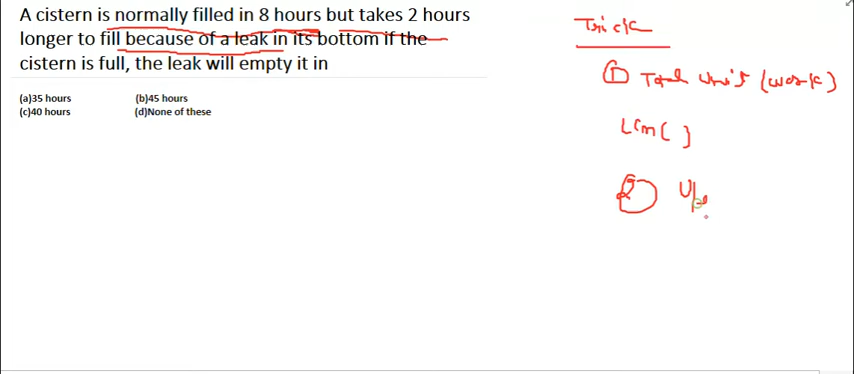 A cistern is normally filled in 8 hours but takes 2 hours
longer to fill because of a leak in its bottom if the
cistern is full, the leak will empty it in
(a)35 hours (b)45 hours
(c)40 hours (d)None of these
Trick
① Total unit (work)
LCM( )
②